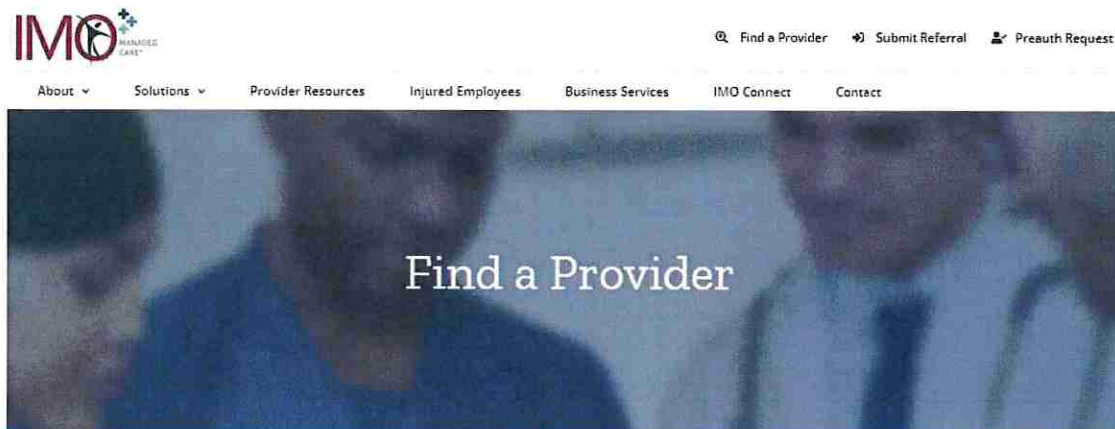 IMO MANAGED CARE
Find a Provider Submit Referral Preauth Request
About Solutions Provider Resources Injured Employees Business Services IMO Connect Contact
Find a Provider